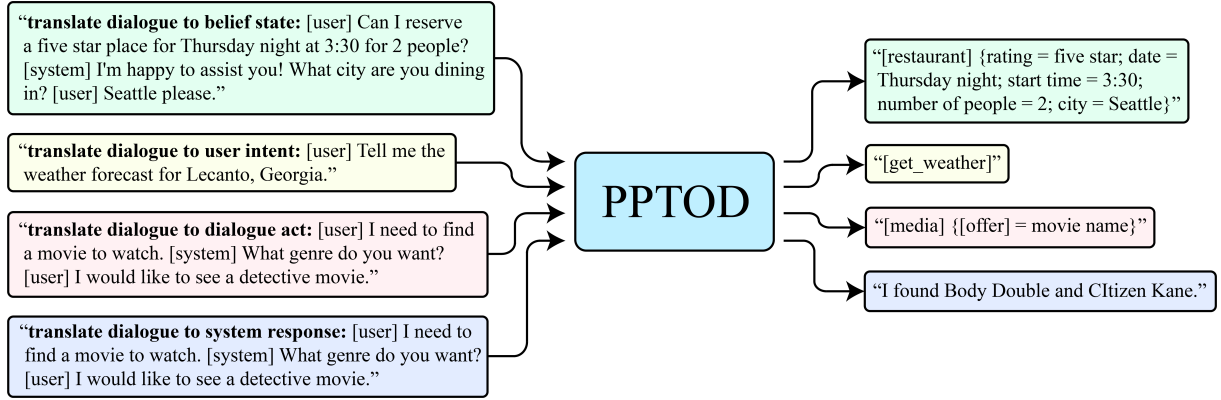 “translate dialogue to belief state: [user] Can I reserve
a five star place for Thursday night at 3:30 for 2 people?
[system] I'm happy to assist you! What city are you dining
in? [user] Seattle please.”
“translate dialogue to user intent: [user] Tell me the
weather forecast for Lecanto, Georgia.”
“translate dialogue to dialogue act: [user] I need to find
a movie to watch. [system] What genre do you want?
[user] I would like to see a detective movie.”
“translate dialogue to system response: [user] I need to
find a movie to watch. [system] What genre do you want?
[user] I would like to see a detective movie.”
PPTOD
“[restaurant] {rating = five star; date =
Thursday night; start time = 3:30;
number of people = 2; city = Seattle}”
“[get_weather]”
“[media] {[offer] = movie name}”
“I found Body Double and CItizen Kane.”